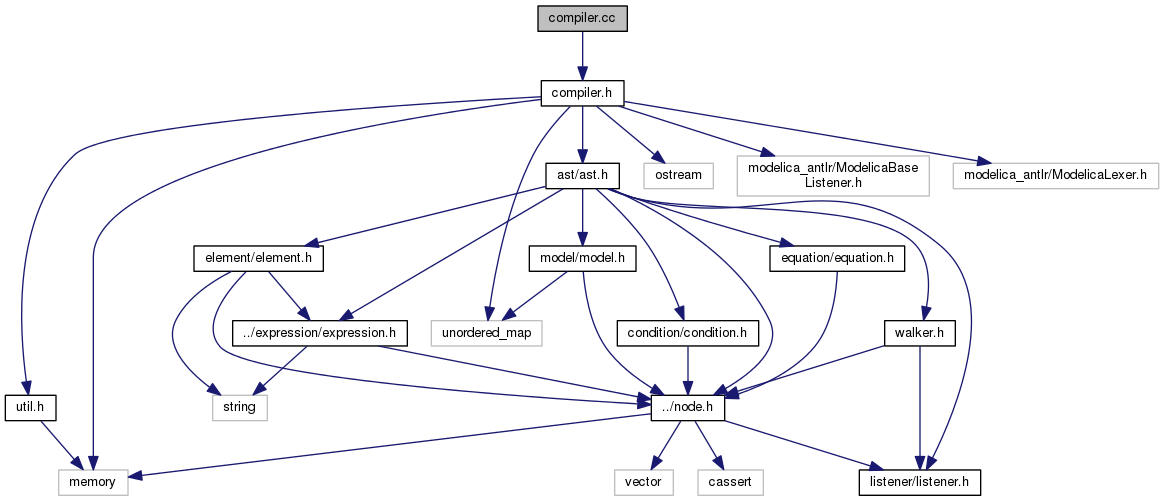 compiler.cc
compiler.h
ast/ast.h
ostream
modelica_antlr/ModelicaBase
Listener.h
modelica_antlr/ModelicaLexer.h
element/element.h
model/model.h
equation/equation.h
../expression/expression.h
unordered_map
condition/condition.h
walker.h
util.h
string
../node.h
memory
vector
cassert
listener/listener.h